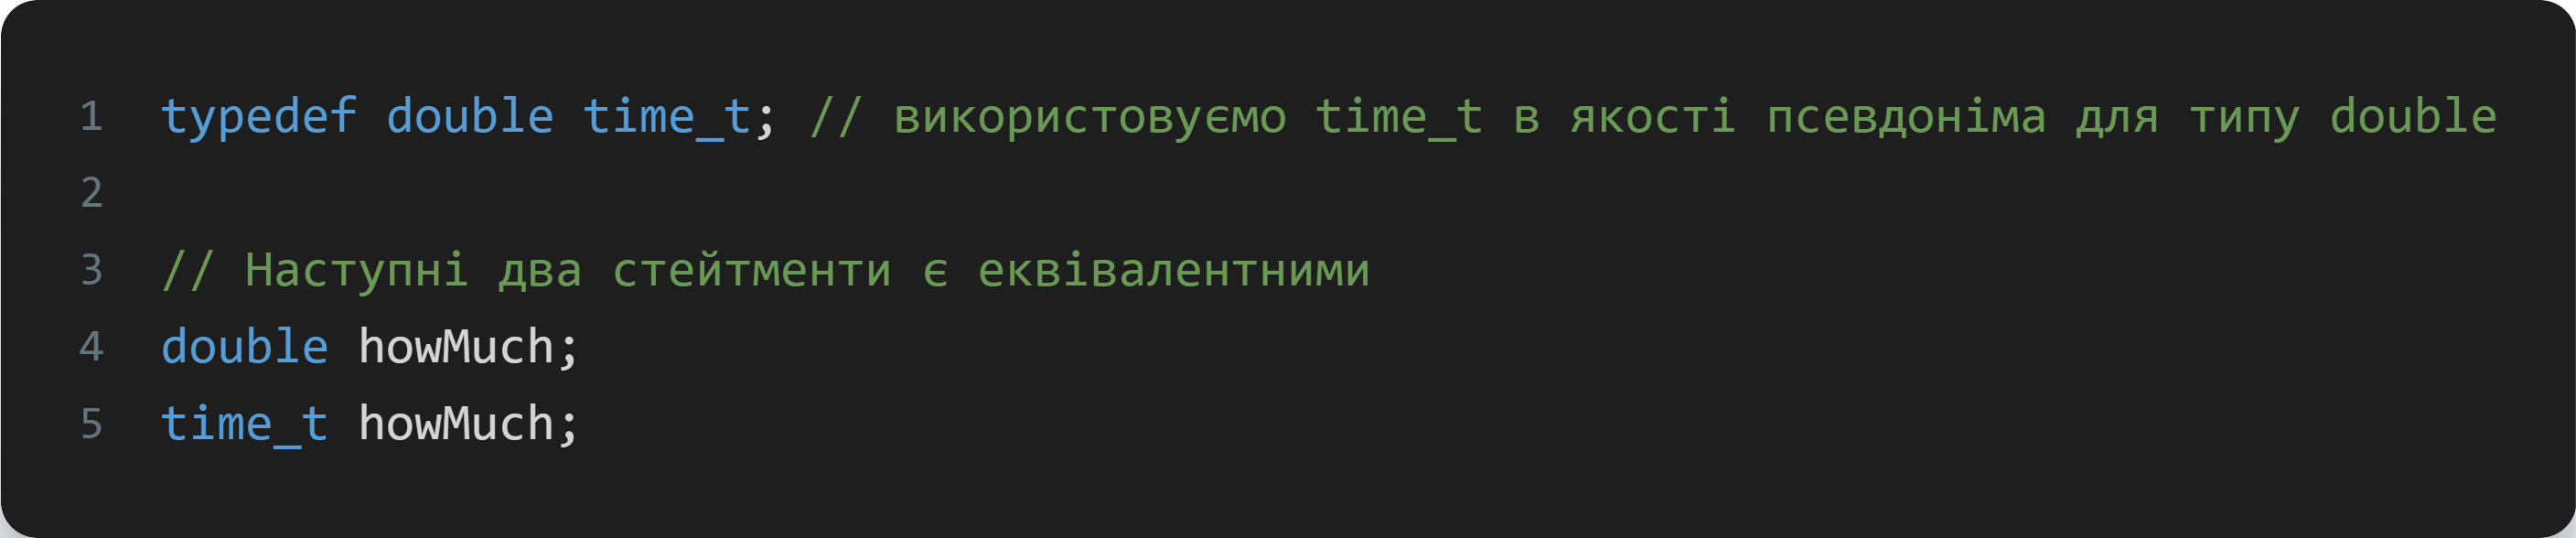 1 typedef double time_t; // використовуємо time_t в якості псевдоніма для типу double
2
3 // Наступні два стейтменти є еквівалентними
4 double howMuch;
5 time_t howMuch;